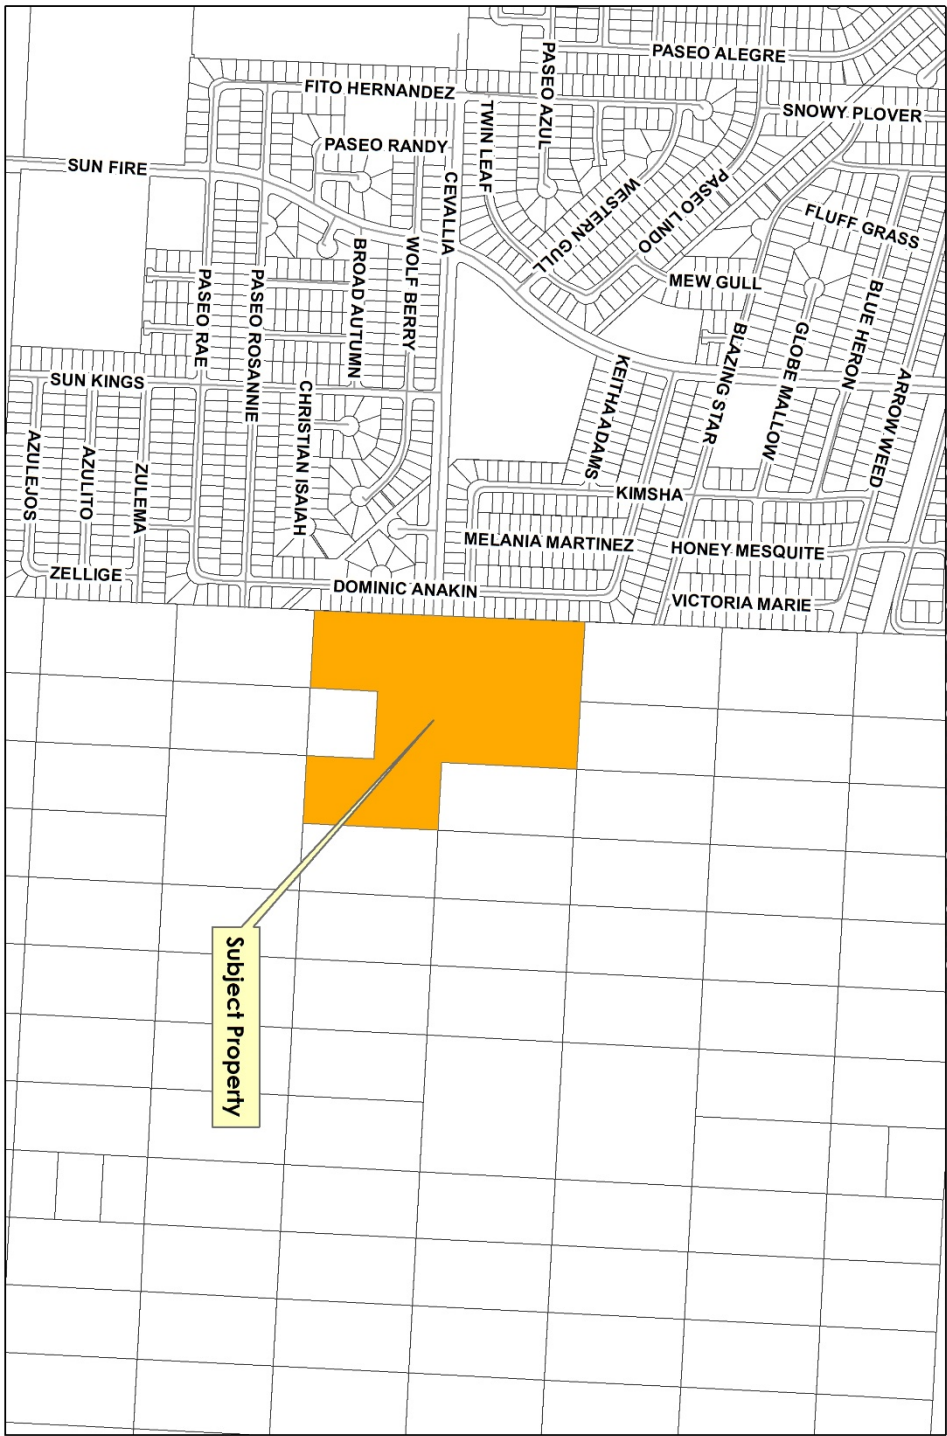 PASEO ALEGRE
PASEO AZUL
FITO HERNANDEZ
SNOWY PLOVER
TWIN LEAF
PASEO RANDY
SUN FIRE
CEVALLIA
WESTERN GULL
PASEO LINDO
FLUFF GRASS
BROAD AUTUMN
WOLF BERRY
PASEO RAE
PASEO ROSANNIE
MEW GULL
BLUE HERON
GLOBE MALLOW
BLAZING STAR
KEITHA ADAMS
ARROW WEED
SUN KINGS
CHRISTIAN ISAIAH
AZULEJOS
AZULITO
ZULEMA
KIMSHA
MELANIA MARTINEZ
HONEY MESQUITE
ZELLIGE
DOMINIC ANAKIN
VICTORIA MARIE
Subject Property